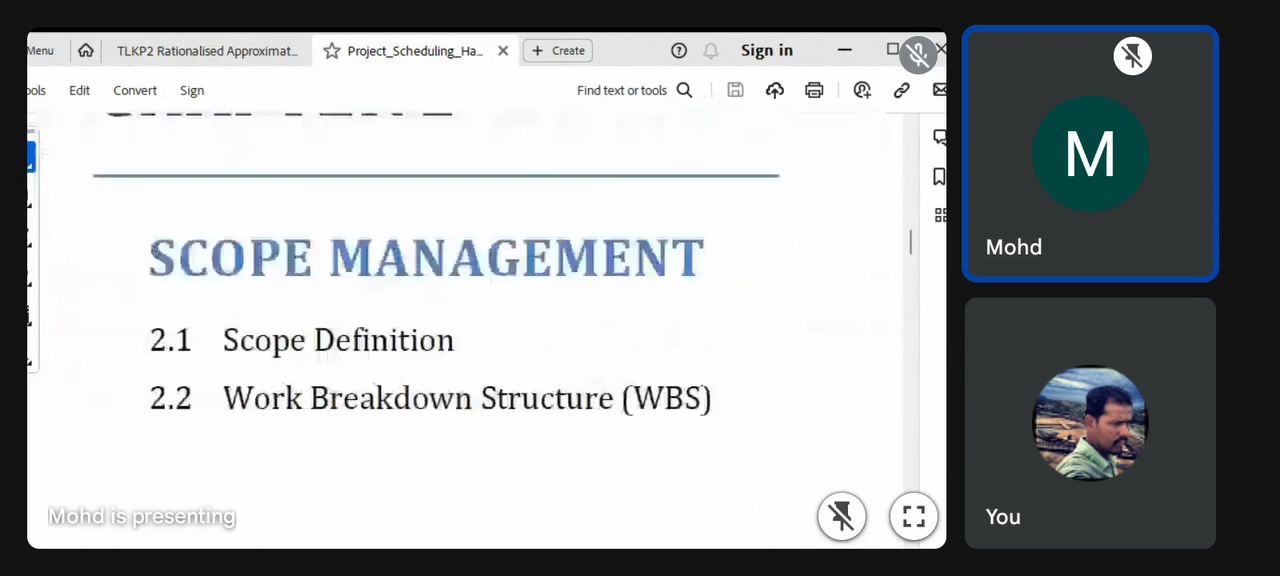 Menu
TLKP2 Rationalised Approximat...
Project_Scheduling_Ha...
+ Create
Sign in
ols
Edit
Convert
Sign
Find text or tools
SCOPE MANAGEMENT
2.1 Scope Definition
2.2 Work Breakdown Structure (WBS)
Mohd is presenting
M
Mohd
You